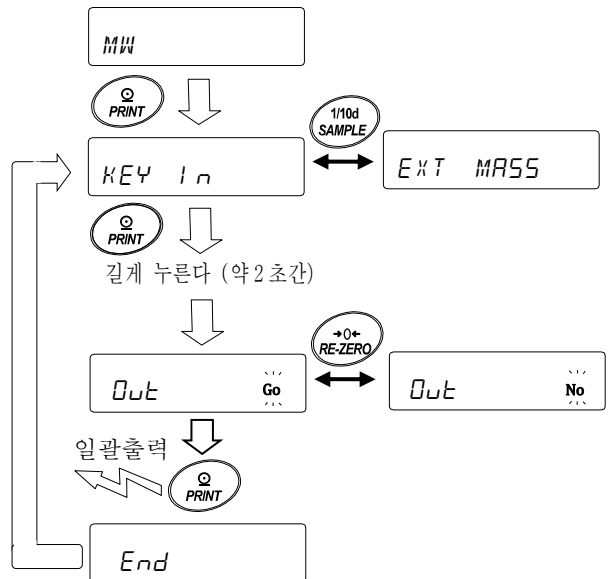 MW
PRINT
1/10d
SAMPLE
KEY In
EXT MASS
PRINT
길게 누른다 (약 2초간)
→0←
RE-ZERO
Out Go
Out No
일괄출력
PRINT
End